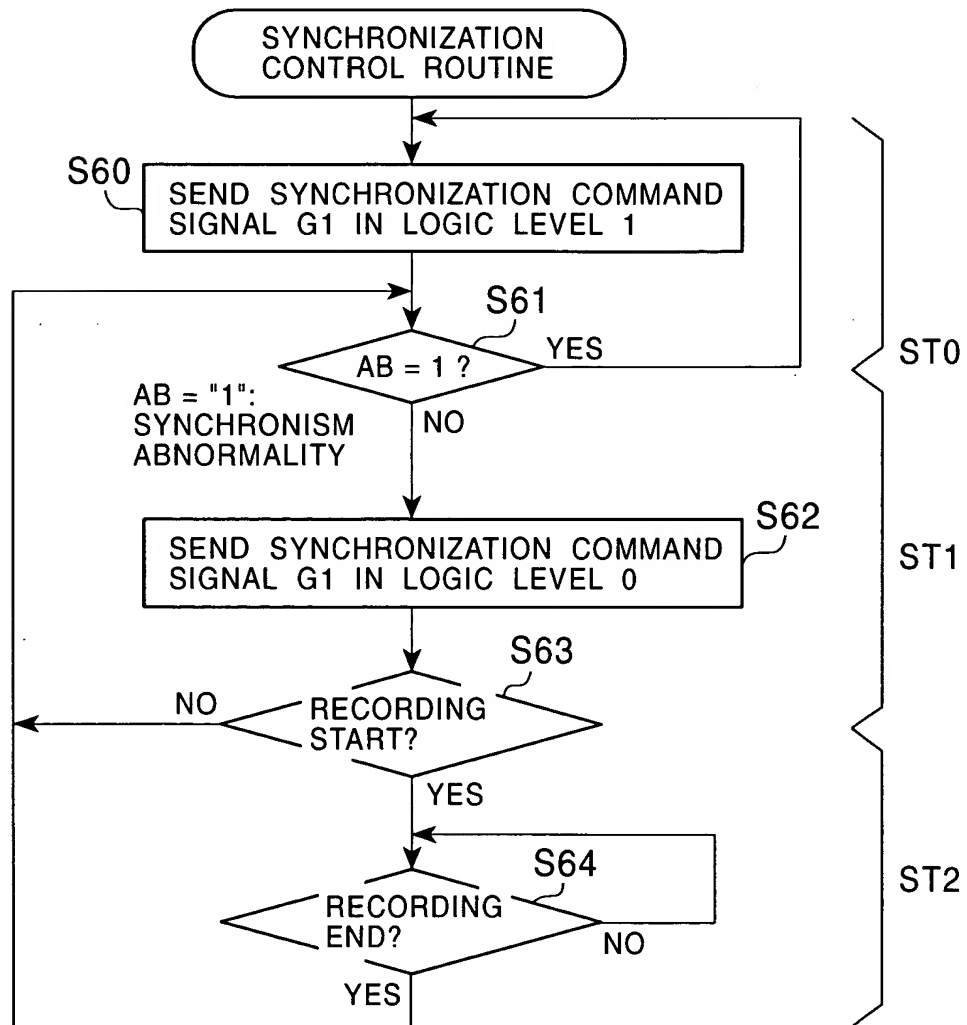 SYNCHRONIZATION
CONTROL ROUTINE
S60
SEND SYNCHRONIZATION COMMAND
SIGNAL G1 IN LOGIC LEVEL 1
S61
AB = 1 ?
YES
ST0
AB = "1":
SYNCHRONISM
ABNORMALITY
NO
S62
SEND SYNCHRONIZATION COMMAND
SIGNAL G1 IN LOGIC LEVEL 0
ST1
S63
NO
RECORDING
START?
YES
S64
RECORDING
END?
NO
ST2
YES